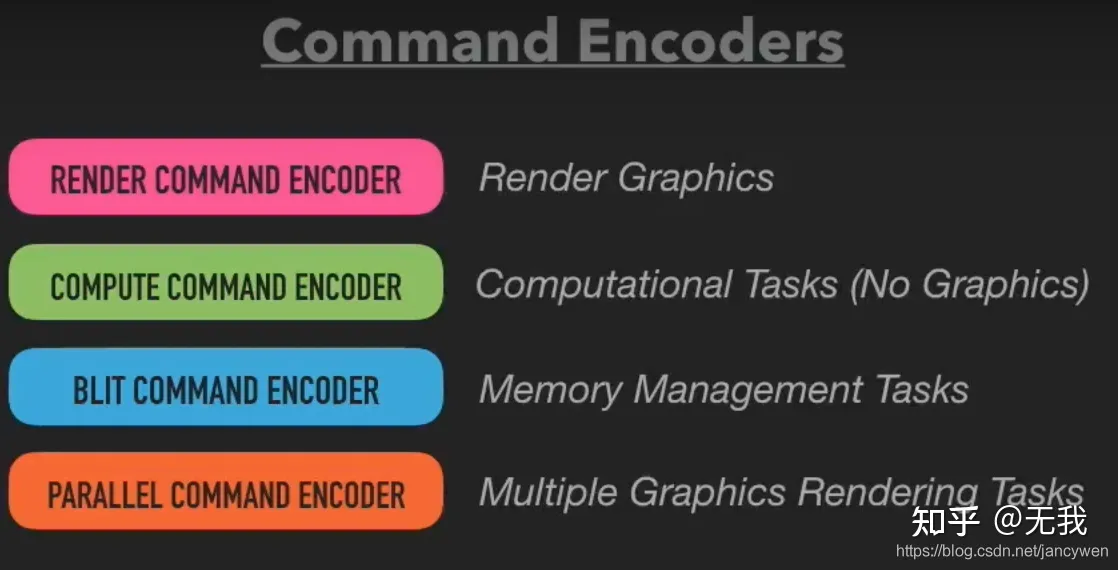 Command Encoders
RENDER COMMAND ENCODER Render Graphics
COMPUTE COMMAND ENCODER Computational Tasks (No Graphics)
BLIT COMMAND ENCODER Memory Management Tasks
PARALLEL COMMAND ENCODER Multiple Graphics Rendering Tasks
知乎 @无我
https://blog.csdn.net/jancywen